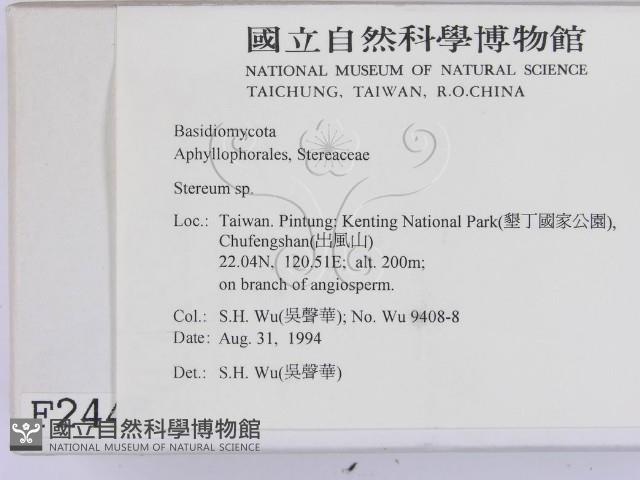 國立自然科學博物館
NATIONAL MUSEUM OF NATURAL SCIENCE
TAICHUNG, TAIWAN, R.O.CHINA
Basidiomycota
Aphyllophorales, Stereaceae
Stereum sp.
Loc.: Taiwan. Pintung: Kenting National Park(墾丁國家公園),
Chufengshan(出風山)
22.04N, 120.51E; alt. 200m;
on branch of angiosperm.
Col.: S.H. Wu(吳聲華); No. Wu 9408-8
Date: Aug. 31, 1994
Det.: S.H. Wu(吳聲華)
F244
國立自然科學博物館
NATIONAL MUSEUM OF NATURAL SCIENCE